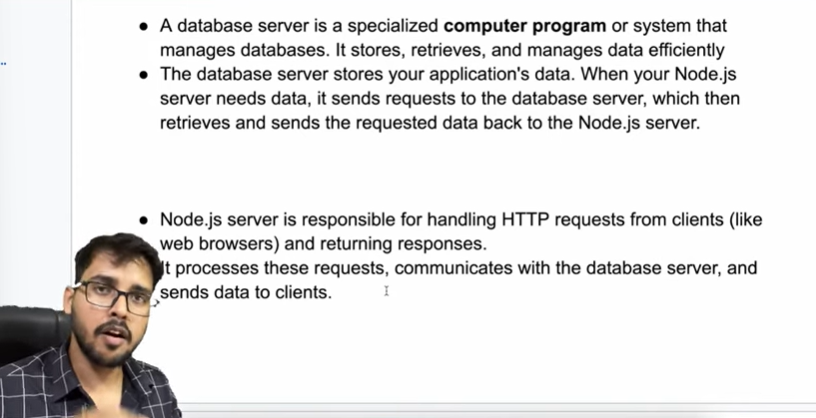 ● A database server is a specialized computer program or system that
manages databases. It stores, retrieves, and manages data efficiently
● The database server stores your application's data. When your Node.js
server needs data, it sends requests to the database server, which then
retrieves and sends the requested data back to the Node.js server.
● Node.js server is responsible for handling HTTP requests from clients (like
web browsers) and returning responses.
It processes these requests, communicates with the database server, and
sends data to clients.